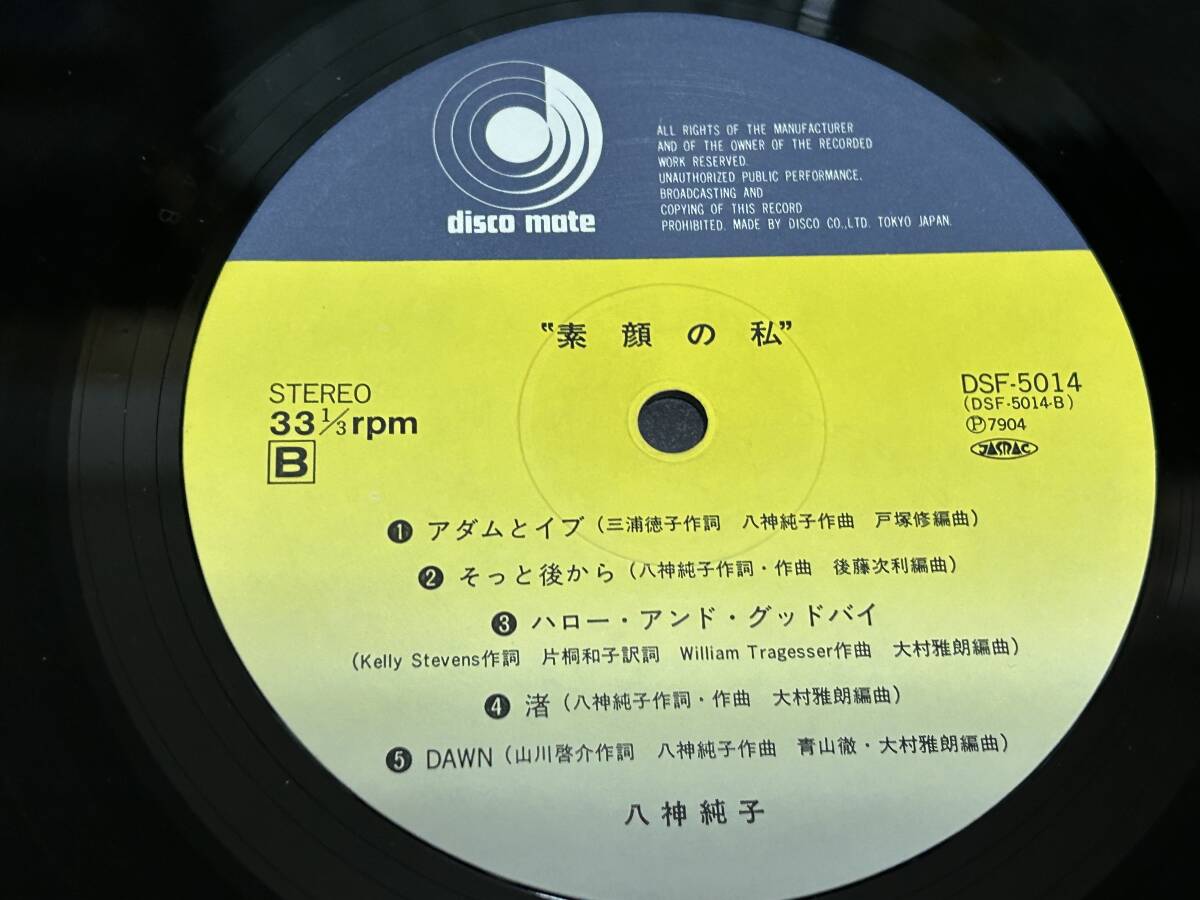 disco mate
ALL RIGHTS OF THE MANUFACTURER
AND OF THE OWNER OF THE RECORDED
WORK RESERVED.
UNAUTHORIZED PUBLIC PERFORMANCE,
BROADCASTING AND
COPYING OF THIS RECORD
PROHIBITED. MADE BY DISCO CO.,LTD. TOKYO JAPAN.
"素顔の私"
STEREO
33 1/3 rpm
B
DSF-5014
(DSF-5014-B)
Ⓟ7904
JASRAC
❶ アダムとイブ (三浦徳子作詞 八神純子作曲 戸塚修編曲)
❷ そっと後から (八神純子作詞・作曲 後藤次利編曲)
❸ ハロー・アンド・グッドバイ
(Kelly Stevens作詞 片桐和子訳詞 William Tragesser作曲 大村雅朗編曲)
❹ 渚 (八神純子作詞・作曲 大村雅朗編曲)
❺ DAWN (山川啓介作詞 八神純子作曲 青山徹・大村雅朗編曲)
八神純子